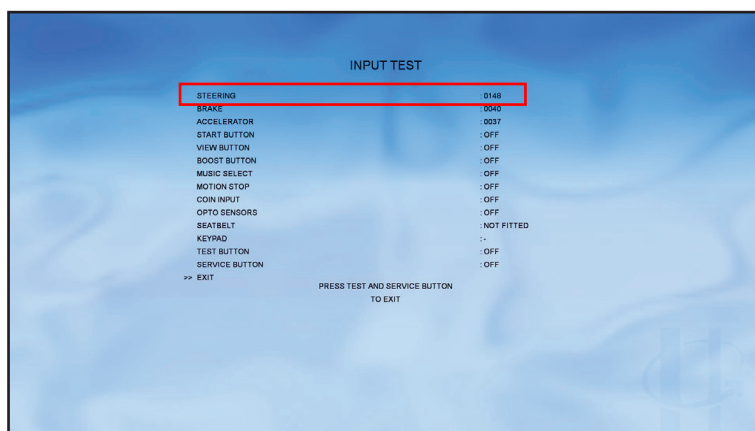 INPUT TEST
STEERING : 0148
BRAKE : 0040
ACCELERATOR : 0037
START BUTTON : OFF
VIEW BUTTON : OFF
BOOST BUTTON : OFF
MUSIC SELECT : OFF
MOTION STOP : OFF
COIN INPUT : OFF
OPTO SENSORS : OFF
SEATBELT : NOT FITTED
KEYPAD : -
TEST BUTTON : OFF
SERVICE BUTTON : OFF
>> EXIT
PRESS TEST AND SERVICE BUTTON
TO EXIT